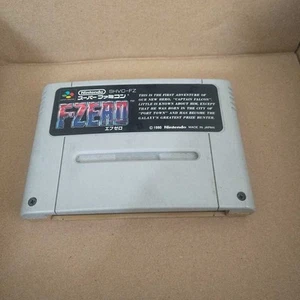 Nintendo SHVC-FZ
スーパーファミコン
F-ZERO
エフゼロ
THIS IS THE FIRST ADVENTURE OF
OUR NEW HERO, "CAPTAIN FALCON".
LITTLE IS KNOWN ABOUT HIM, EXCEPT
THAT HE WAS BORN IN THE CITY OF
"PORT TOWN" AND HAS BECOME THE
GALAXY'S GREATEST PRIZE HUNTER.
© 1990 Nintendo MADE IN JAPAN